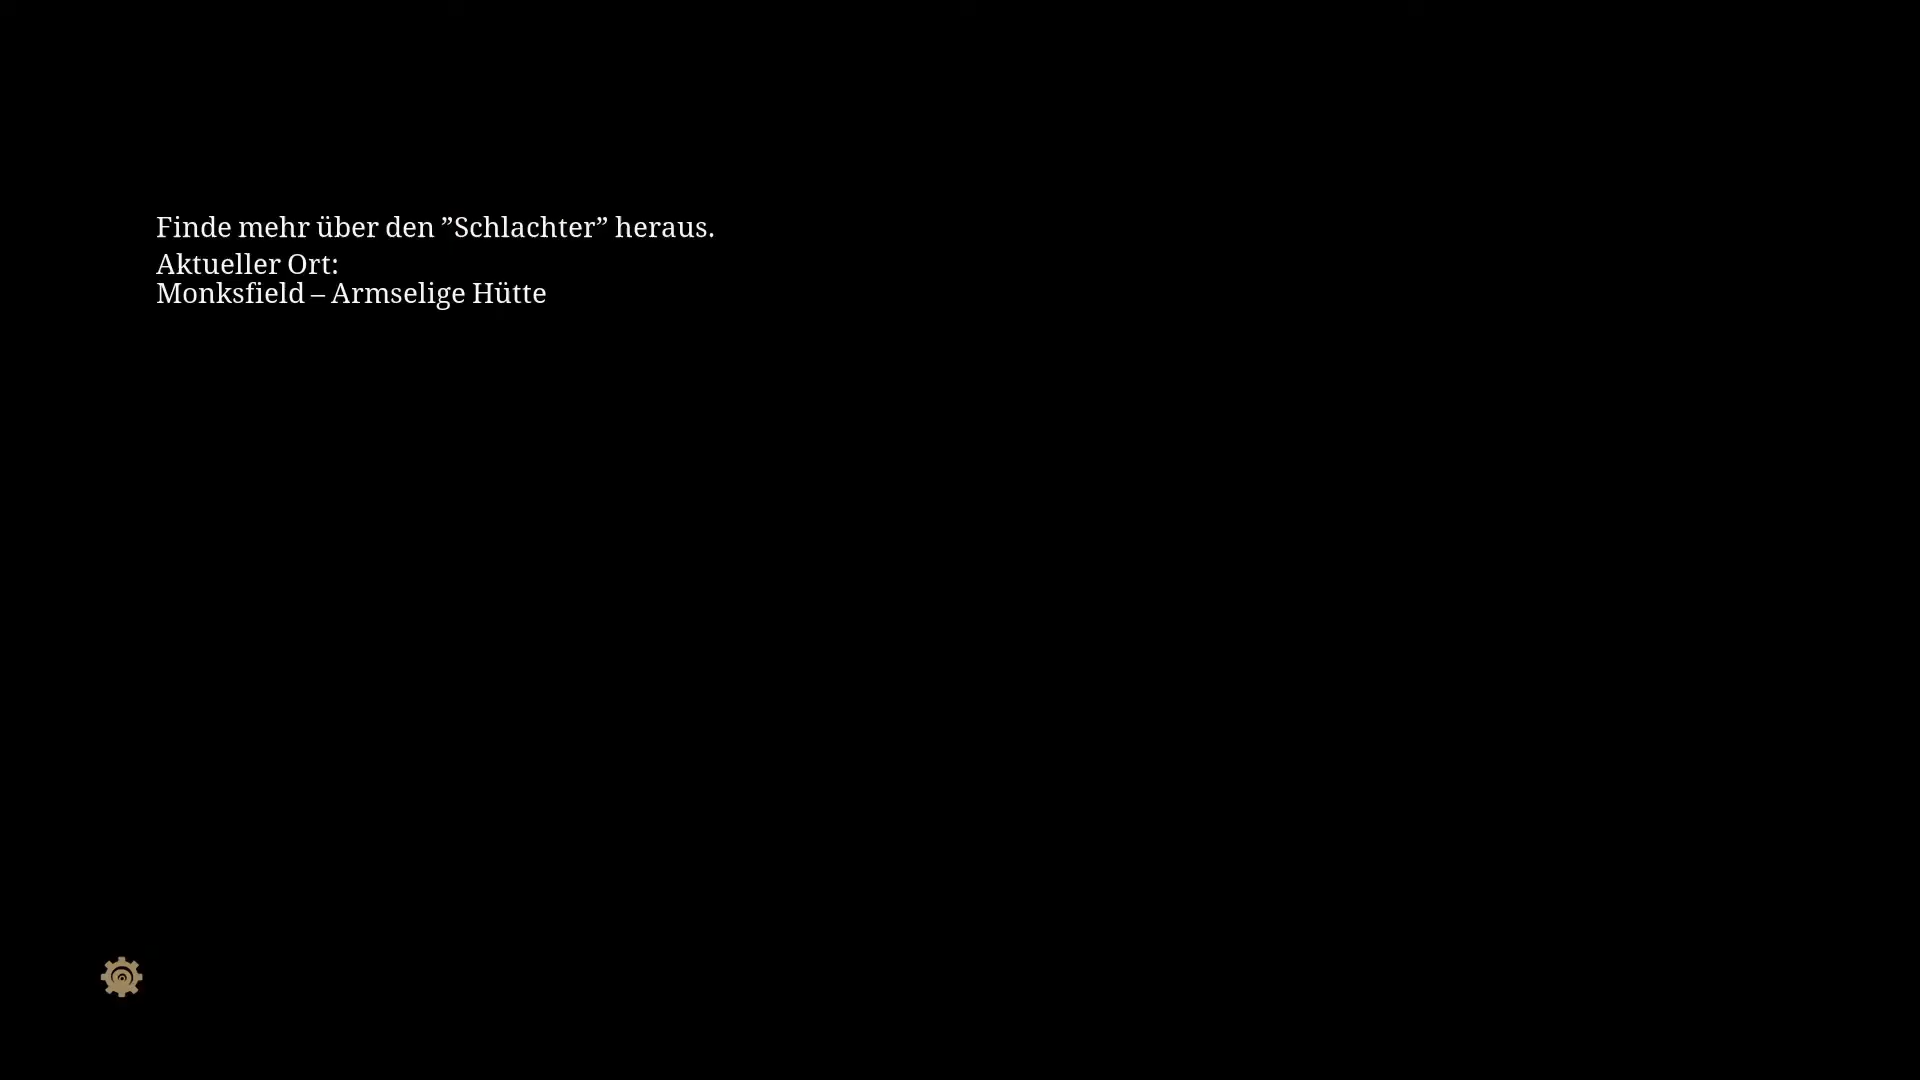 Finde mehr über den ”Schlachter” heraus.
Aktueller Ort:
Monksfield – Armselige Hütte